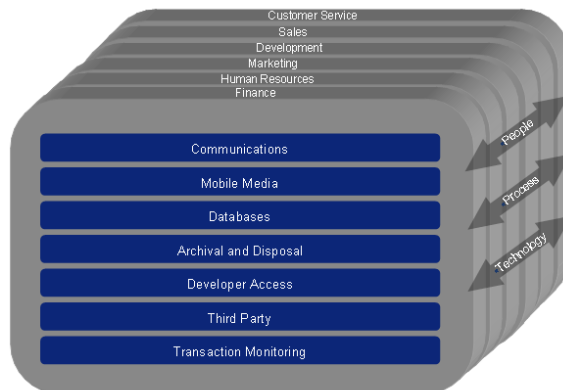 Customer Service
Sales
Development
Marketing
Human Resources
Finance
Communications
Mobile Media
Databases
Archival and Disposal
Developer Access
Third Party
Transaction Monitoring
People
Process
Technology